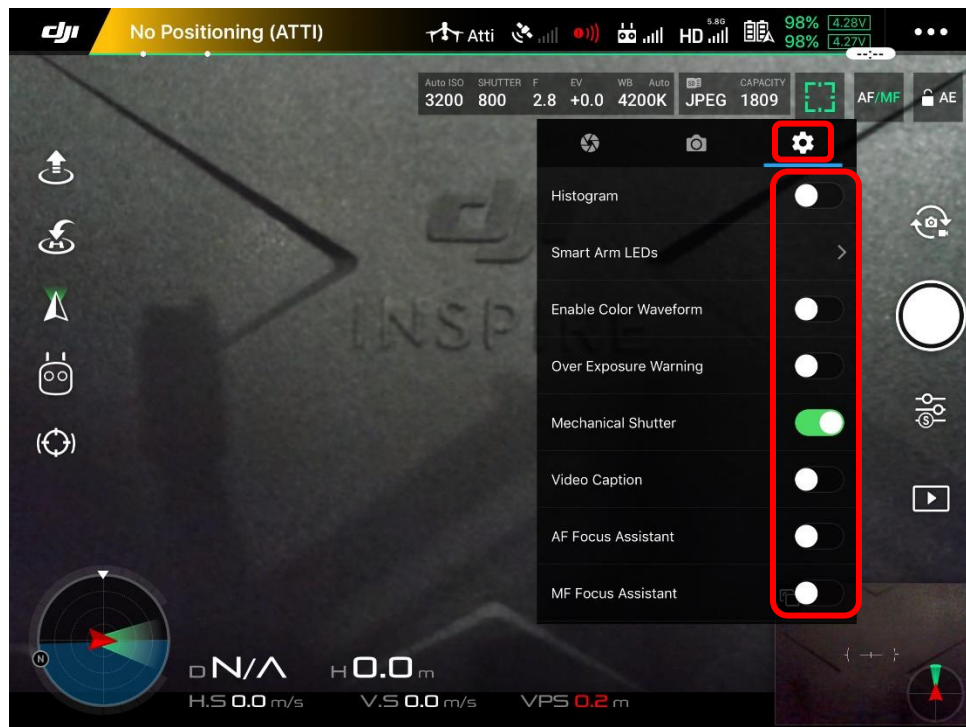 dji No Positioning (ATTI) Atti HD 5.8G 98% 4.28V
98% 4.27V
--:--
Auto ISO SHUTTER F EV WB Auto CAPACITY
3200 800 2.8 +0.0 4200K JPEG 1809 AF/MF AE
Histogram
Smart Arm LEDs
Enable Color Waveform
Over Exposure Warning
Mechanical Shutter
Video Caption
AF Focus Assistant
MF Focus Assistant
dji
INSPIRE
S
N
D N/A H 0.0 m
H.S 0.0 m/s V.S 0.0 m/s VPS 0.2 m